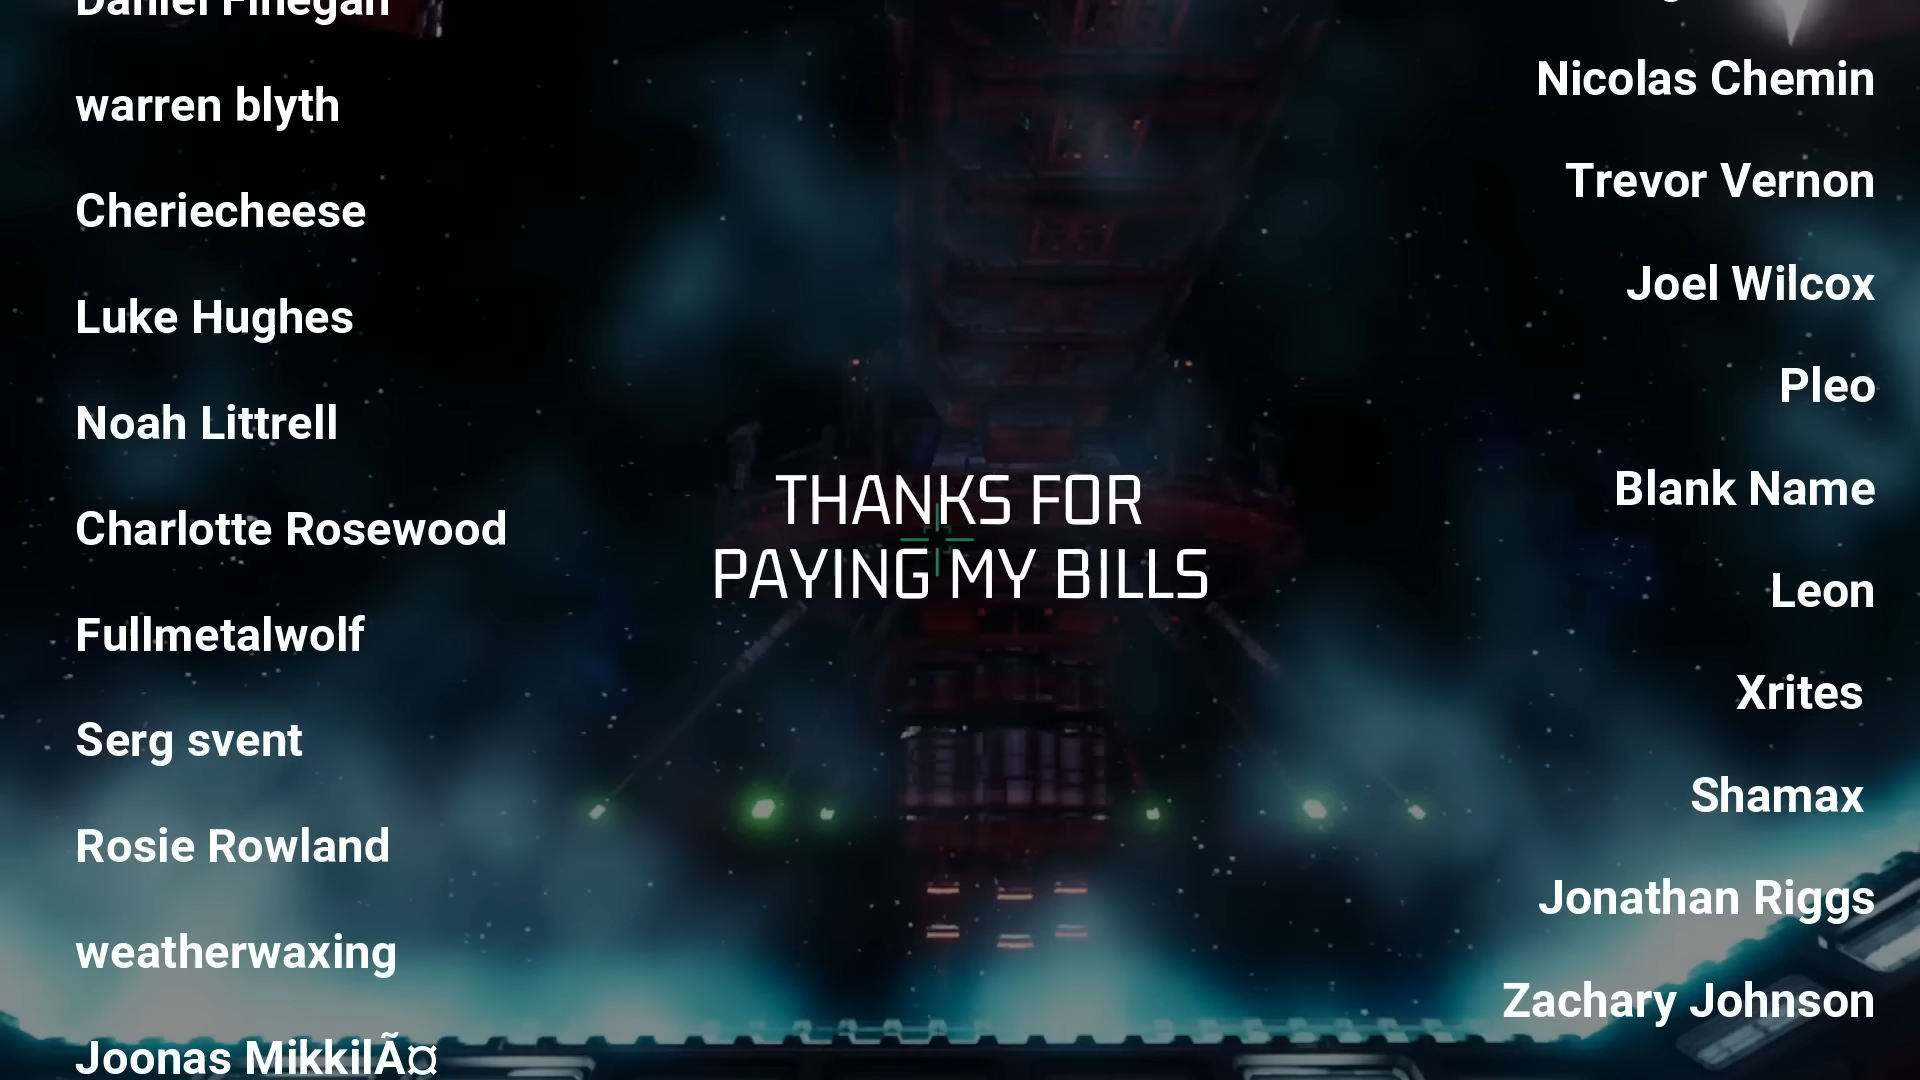 Daniel Finegan
warren blyth
Cheriecheese
Luke Hughes
Noah Littrell
Charlotte Rosewood
Fullmetalwolf
Serg svent
Rosie Rowland
weatherwaxing
Joonas MikkilÃ¤
THANKS FOR
PAYING MY BILLS
Nicolas Chemin
Trevor Vernon
Joel Wilcox
Pleo
Blank Name
Leon
Xrites
Shamax
Jonathan Riggs
Zachary Johnson